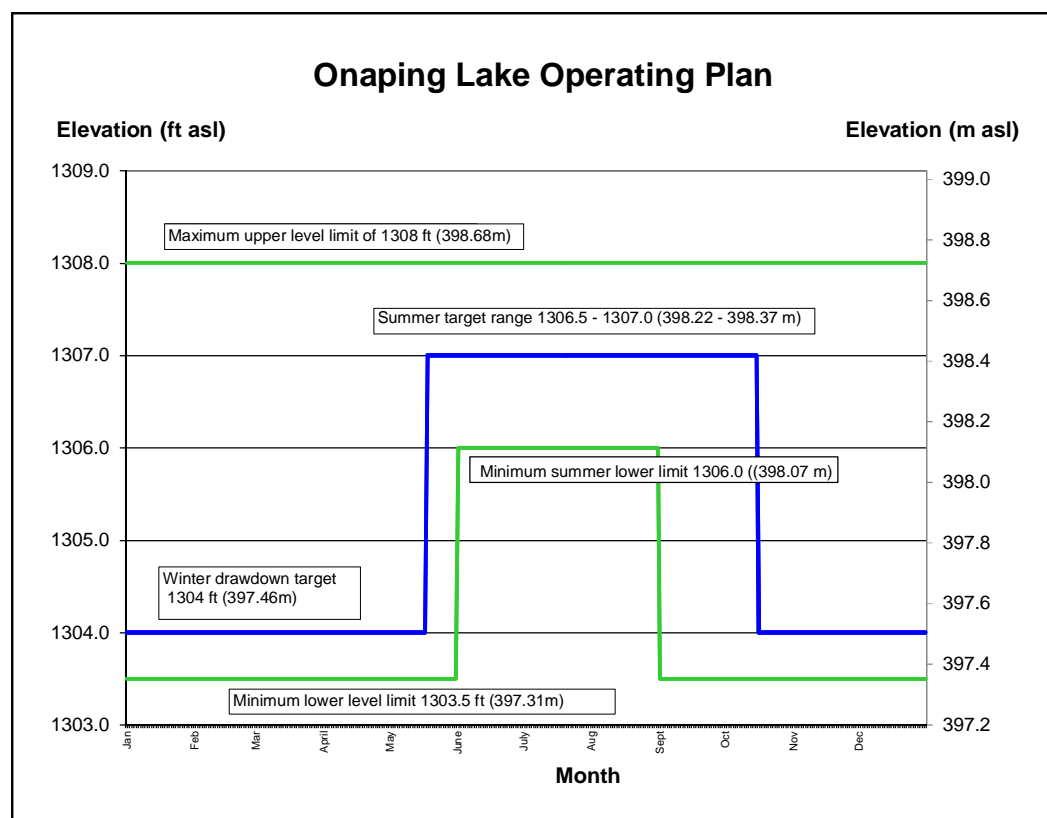 Onaping Lake Operating Plan
Elevation (ft asl)
Elevation (m asl)
1309.0
1308.0
1307.0
1306.0
1305.0
1304.0
1303.0
399.0
398.8
398.6
398.4
398.2
398.0
397.8
397.6
397.4
397.2
Maximum upper level limit of 1308 ft (398.68m)
Summer target range 1306.5 - 1307.0 (398.22 - 398.37 m)
Minimum summer lower limit 1306.0 ((398.07 m)
Winter drawdown target
1304 ft (397.46m)
Minimum lower level limit 1303.5 ft (397.31m)
Jan
Feb
Mar
April
May
June
July
Aug
Sept
Oct
Nov
Dec
Month